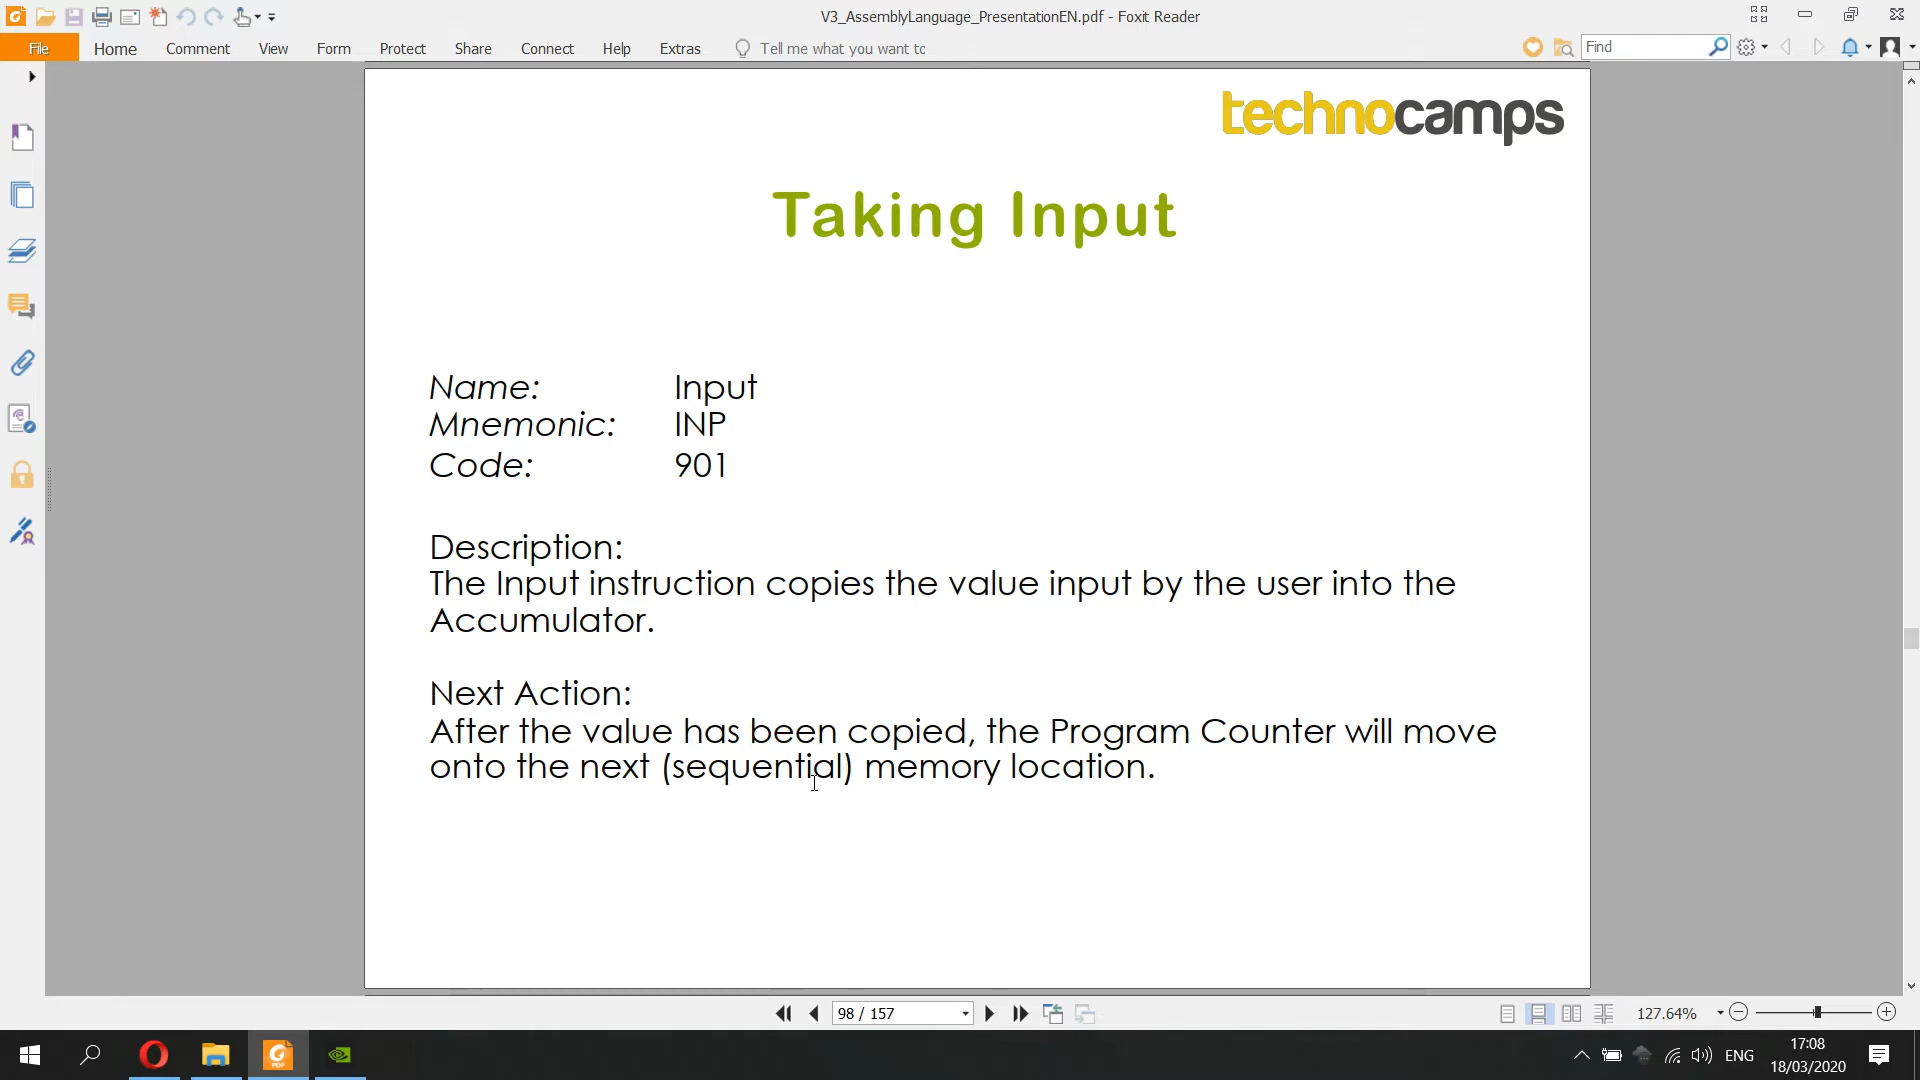 V3_AssemblyLanguage_PresentationEN.pdf - Foxit Reader
File Home Comment View Form Protect Share Connect Help Extras Tell me what you want to Find
technocamps
Taking Input
Name: Input
Mnemonic: INP
Code: 901
Description:
The Input instruction copies the value input by the user into the
Accumulator.
Next Action:
After the value has been copied, the Program Counter will move
onto the next (sequential) memory location.
98 / 157 127.64%
ENG 17:08
18/03/2020